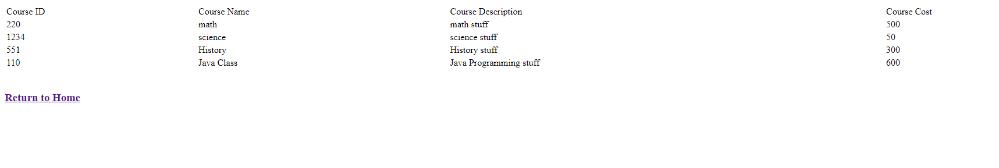 Course ID Course Name Course Description Course Cost
220 math math stuff 500
1234 science science stuff 50
551 History History stuff 300
110 Java Class Java Programming stuff 600
Return to Home